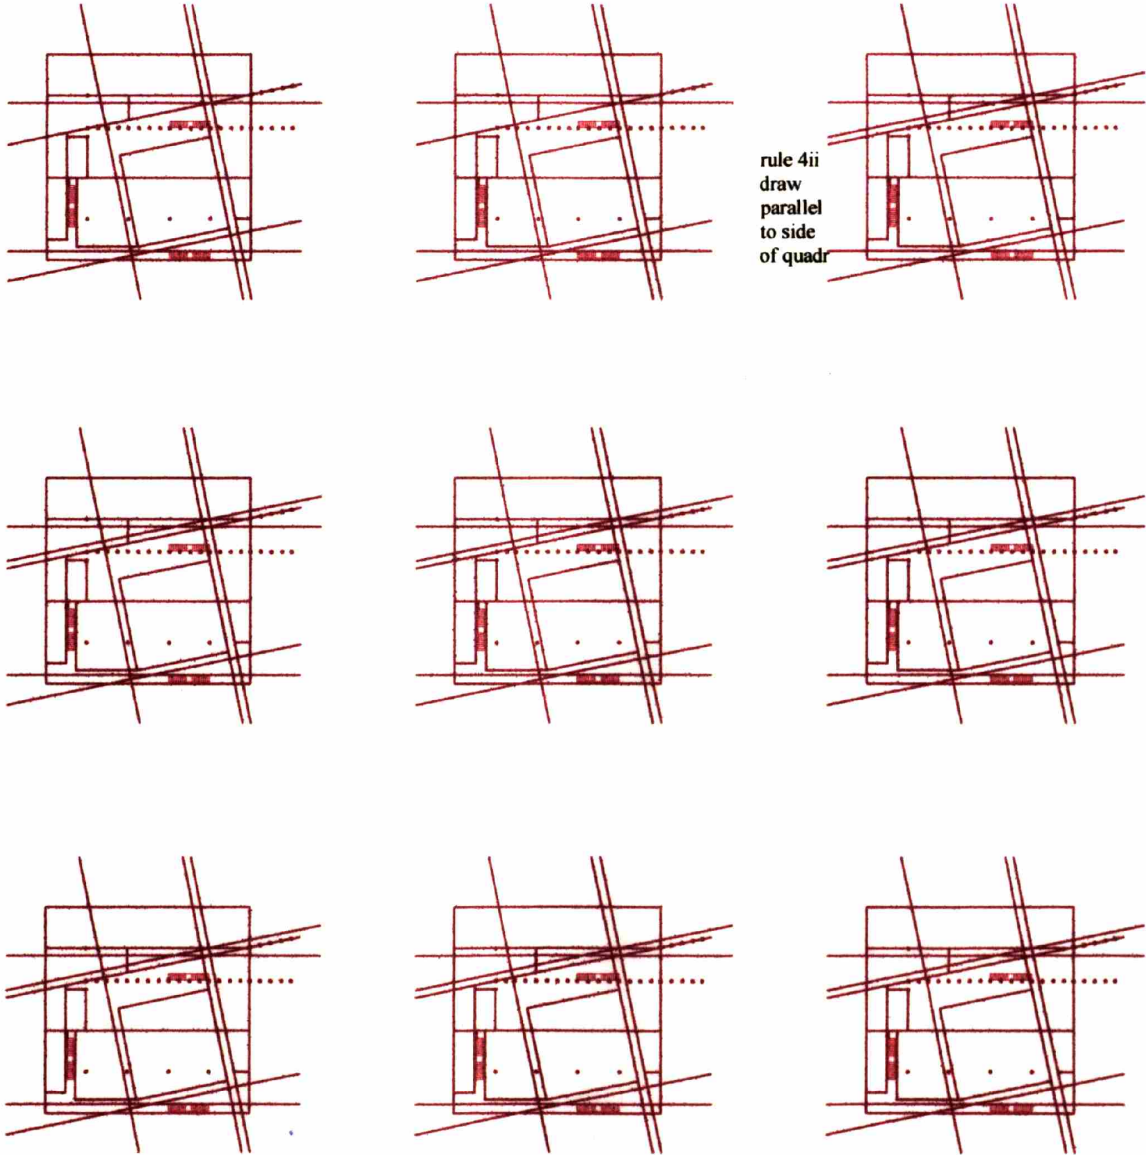 rule 4ii
draw
parallel
to side
of quadr